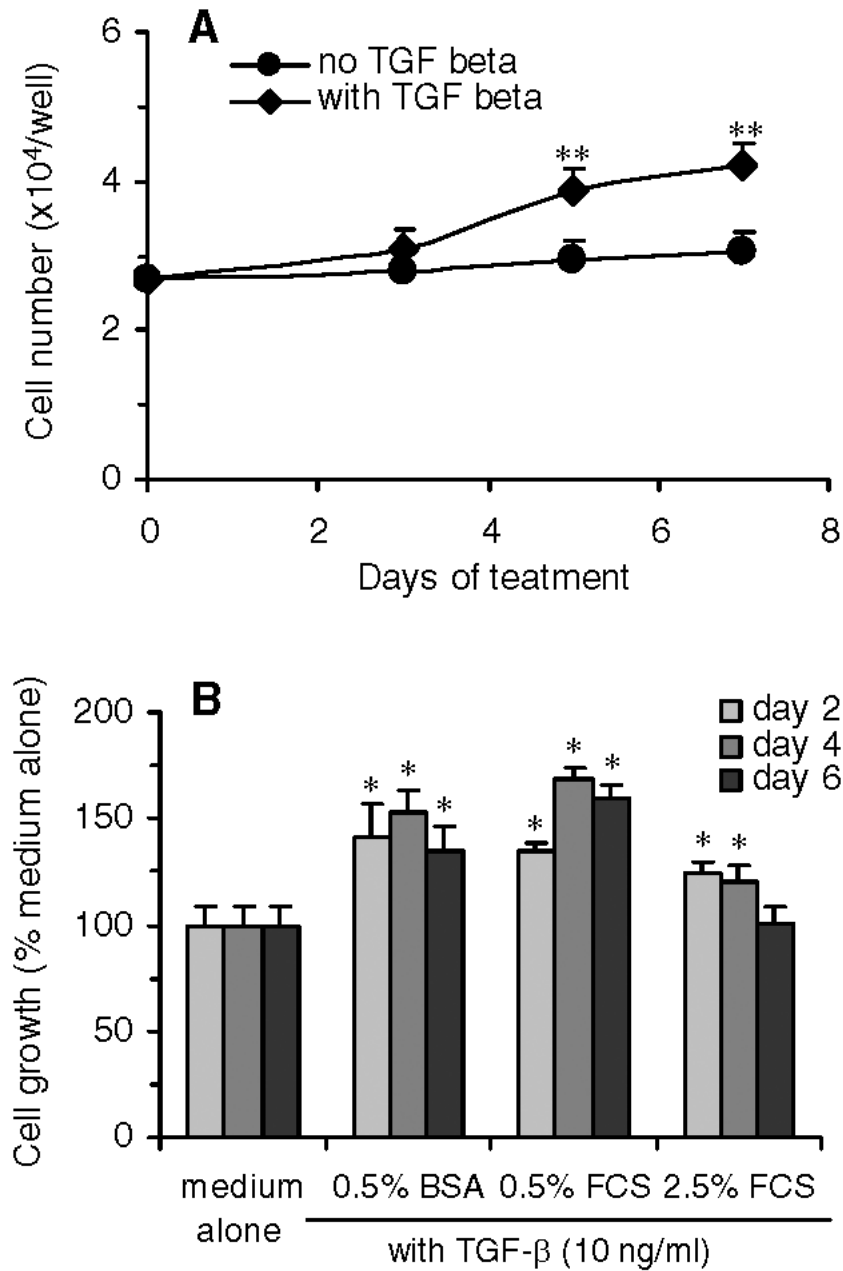 A
no TGF beta
with TGF beta
6
4
2
0
** **
Cell number (x10⁴/well)
0 2 4 6 8
Days of teatment
B
day 2
day 4
day 6
200
150
100
50
0
* * * * * * * *
Cell growth (% medium alone)
medium alone
0.5% BSA 0.5% FCS 2.5% FCS
with TGF-β (10 ng/ml)